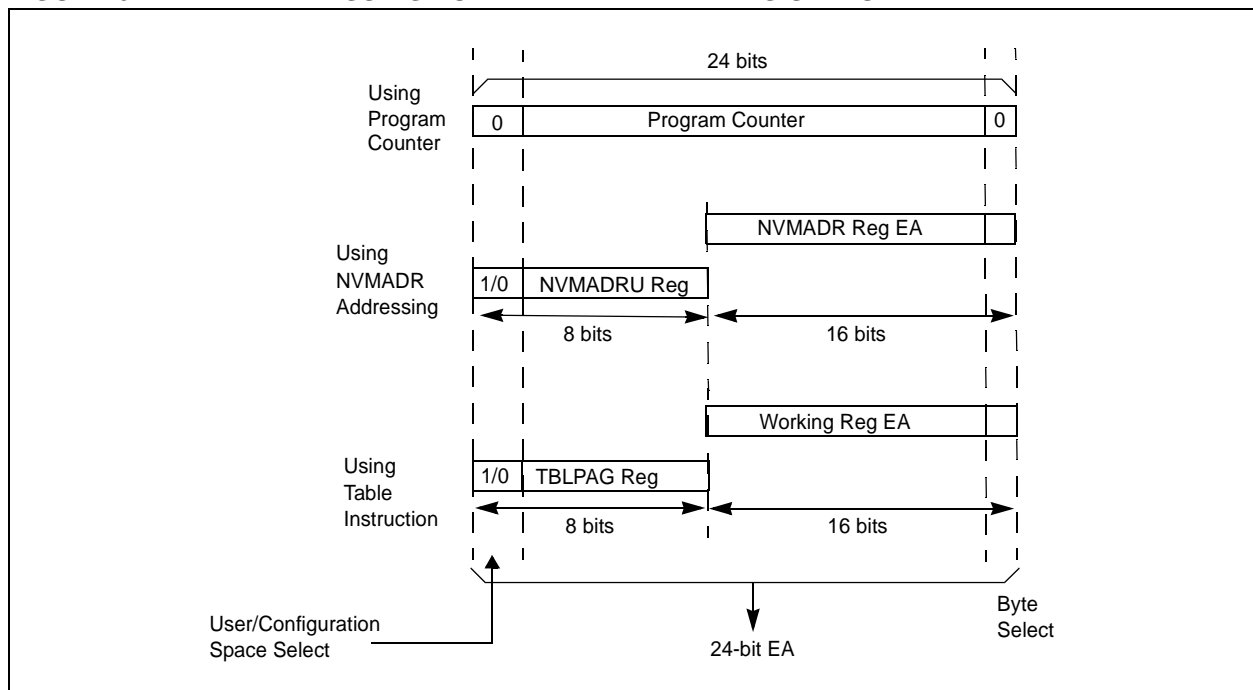 24 bits
Using
Program
Counter
0
Program Counter
0
NVMADR Reg EA
Using
NVMADR
Addressing
1/0
NVMADRU Reg
8 bits
16 bits
Working Reg EA
Using
Table
Instruction
1/0
TBLPAG Reg
8 bits
16 bits
User/Configuration
Space Select
24-bit EA
Byte
Select